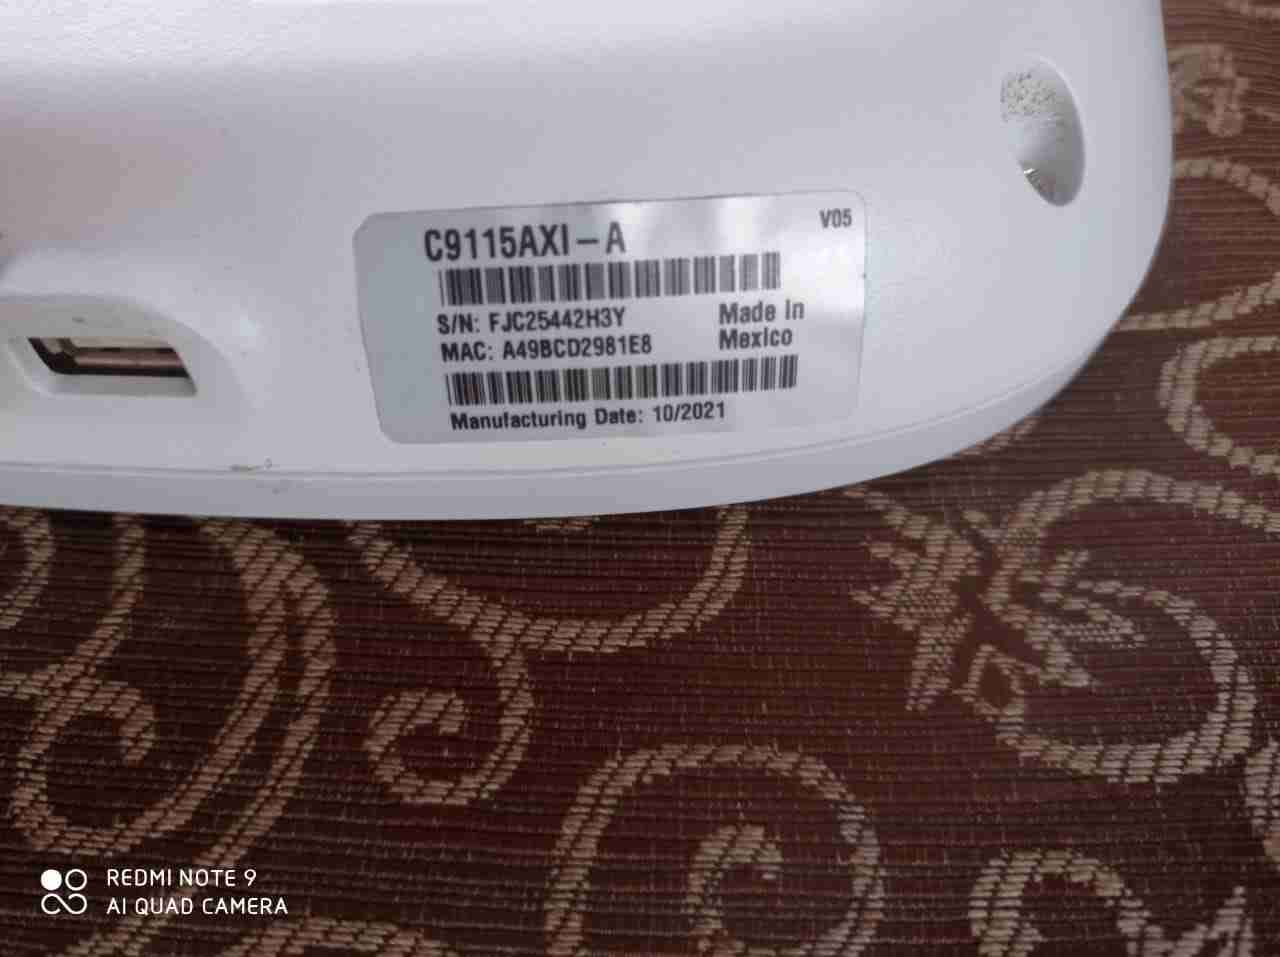 C9115AXI-A
V05
S/N: FJC25442H3Y
Made In
MAC: A49BCD2981E8
Mexico
Manufacturing Date: 10/2021
REDMI NOTE 9
AI QUAD CAMERA